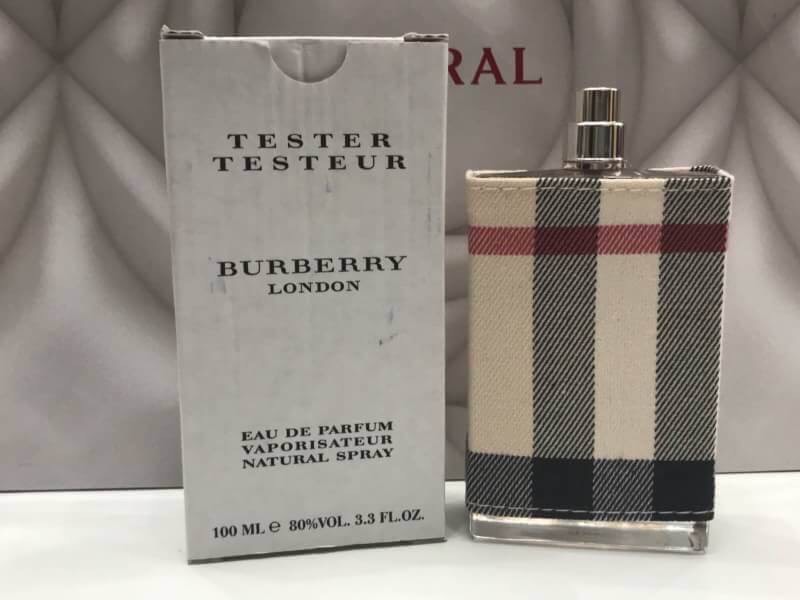 RAL
TESTER
TESTEUR
BURBERRY
LONDON
EAU DE PARFUM
VAPORISATEUR
NATURAL SPRAY
100 ML ℮ 80%VOL. 3.3 FL.OZ.